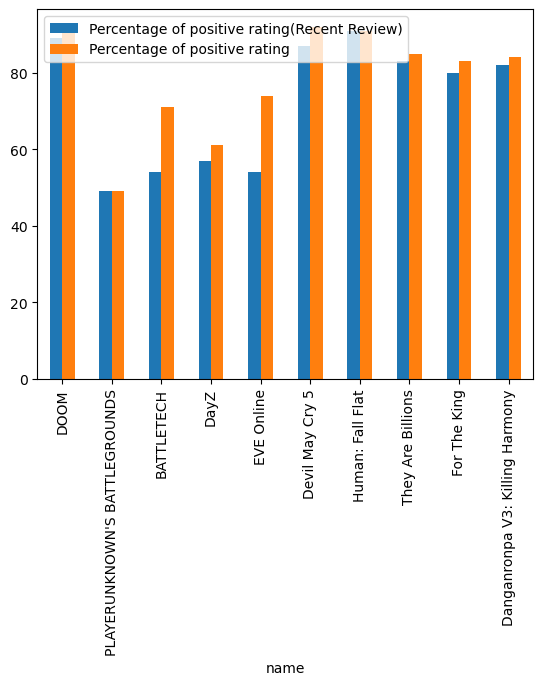 Percentage of positive rating(Recent Review)
Percentage of positive rating
80
60
40
20
0
DOOM
PLAYERUNKNOWN'S BATTLEGROUNDS
BATTLETECH
DayZ
EVE Online
Devil May Cry 5
Human: Fall Flat
They Are Billions
For The King
Danganronpa V3: Killing Harmony
name